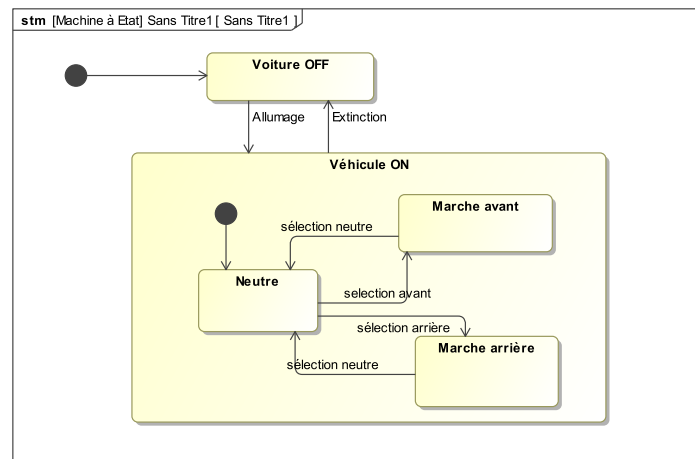 stm [Machine à Etat] Sans Titre1 [ Sans Titre1 ]
Voiture OFF
Allumage
Extinction
Véhicule ON
Marche avant
sélection neutre
Neutre
selection avant
sélection arrière
Marche arrière
sélection neutre